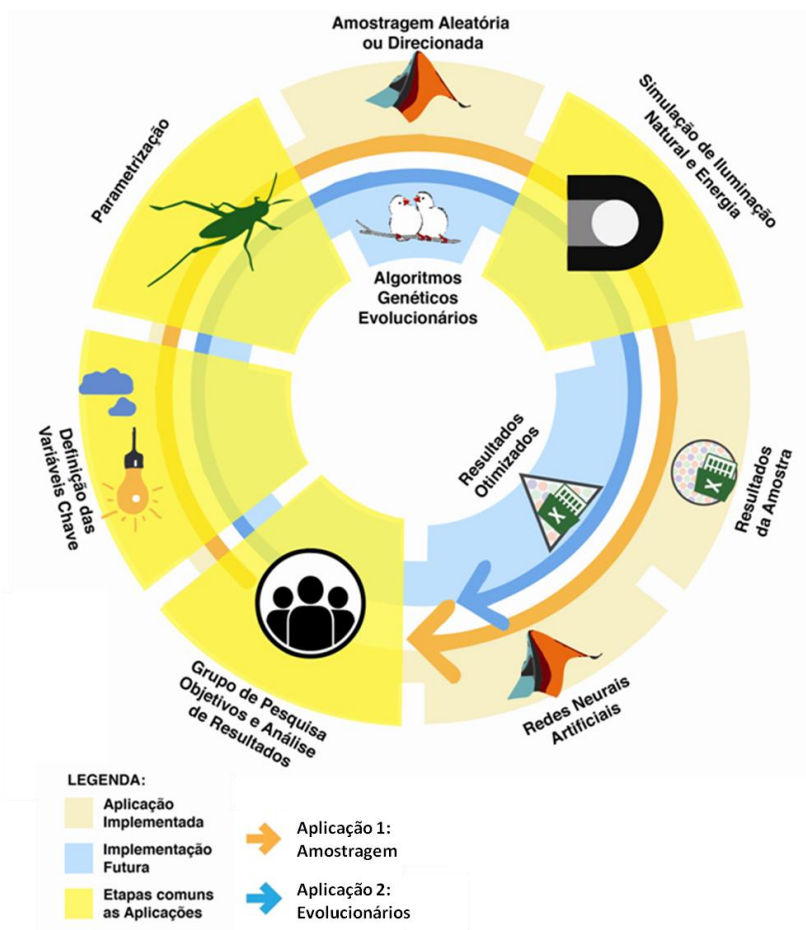 Amostragem Aleatória
ou Direcionada
Simulação de Iluminação
Natural e Energia
Parametrização
Algoritmos
Genéticos
Evolucionários
Resultados
Otimizados
Resultados
da Amostra
Definição das
Variáveis Chave
Grupo de Pesquisa
Objetivos e Análise
de Resultados
Redes Neurais
Artificiais
LEGENDA:
Aplicação
Implementada
Implementação
Futura
Etapas comuns
as Aplicações
Aplicação 1:
Amostragem
Aplicação 2:
Evolucionários